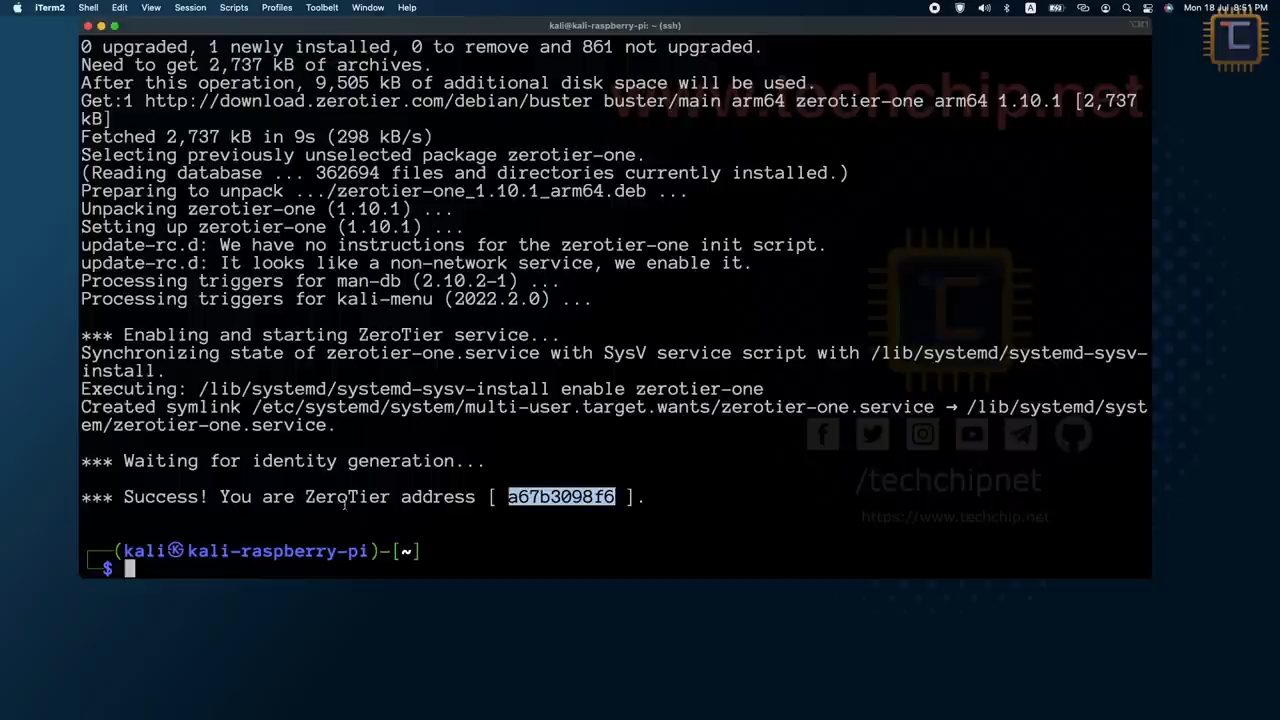 iTerm2 Shell Edit View Session Scripts Profiles Toolbelt Window Help Mon 18 Jul 8:51 PM
kali@kali-raspberry-pi: ~ (ssh)
0 upgraded, 1 newly installed, 0 to remove and 861 not upgraded.
Need to get 2,737 kB of archives.
After this operation, 9,505 kB of additional disk space will be used.
Get:1 http://download.zerotier.com/debian/buster buster/main arm64 zerotier-one arm64 1.10.1 [2,737
kB]
www.techchip.net
Fetched 2,737 kB in 9s (298 kB/s)
Selecting previously unselected package zerotier-one.
(Reading database ... 362694 files and directories currently installed.)
Preparing to unpack .../zerotier-one_1.10.1_arm64.deb ...
Unpacking zerotier-one (1.10.1) ...
Setting up zerotier-one (1.10.1) ...
update-rc.d: We have no instructions for the zerotier-one init script.
update-rc.d: It looks like a non-network service, we enable it.
Processing triggers for man-db (2.10.2-1) ...
Processing triggers for kali-menu (2022.2.0) ...
*** Enabling and starting ZeroTier service...
Synchronizing state of zerotier-one.service with SysV service script with /lib/systemd/systemd-sysv-
install.
Executing: /lib/systemd/systemd-sysv-install enable zerotier-one
Created symlink /etc/systemd/system/multi-user.target.wants/zerotier-one.service → /lib/systemd/syst
em/zerotier-one.service.
*** Waiting for identity generation...
/techchipnet
*** Success! You are ZeroTier address [ a67b3098f6 ].
https://www.techchip.net
(kali㉿kali-raspberry-pi)-[~]
$